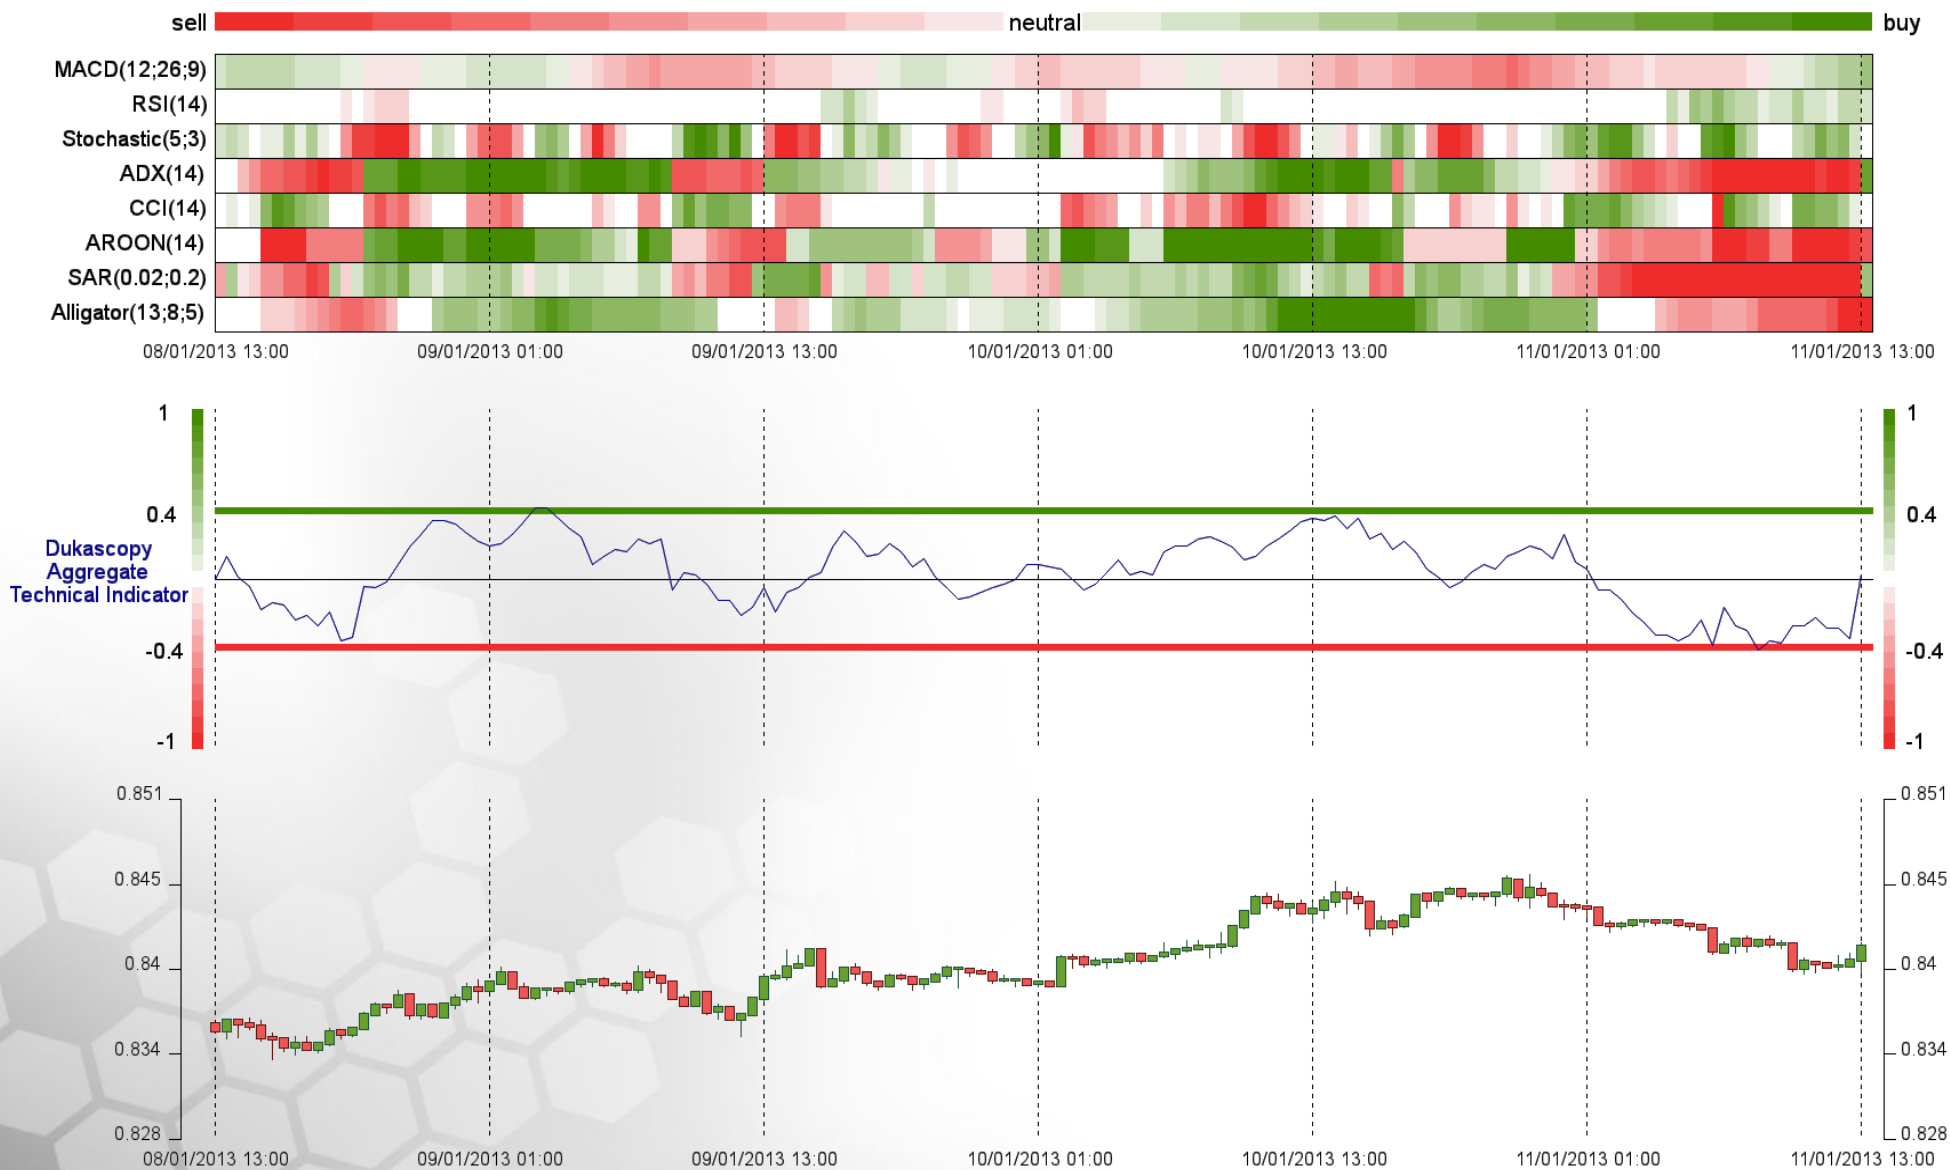 sell neutral buy
MACD(12;26;9)
RSI(14)
Stochastic(5;3)
ADX(14)
CCI(14)
AROON(14)
SAR(0.02;0.2)
Alligator(13;8;5)
08/01/2013 13:00 09/01/2013 01:00 09/01/2013 13:00 10/01/2013 01:00 10/01/2013 13:00 11/01/2013 01:00 11/01/2013 13:00
1 1
0.4 0.4
Dukascopy
Aggregate
Technical Indicator
-0.4 -0.4
-1 -1
0.851 0.851
0.845 0.845
0.84 0.84
0.834 0.834
0.828 0.828
08/01/2013 13:00 09/01/2013 01:00 09/01/2013 13:00 10/01/2013 01:00 10/01/2013 13:00 11/01/2013 01:00 11/01/2013 13:00